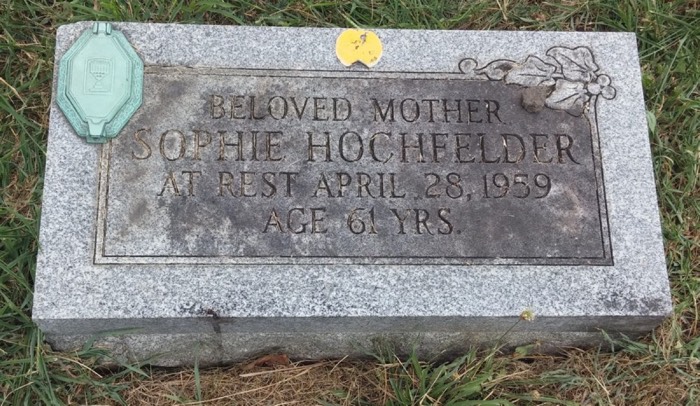 BELOVED MOTHER
SOPHIE HOCHFELDER
AT REST APRIL 28, 1959
AGE 61 YRS.